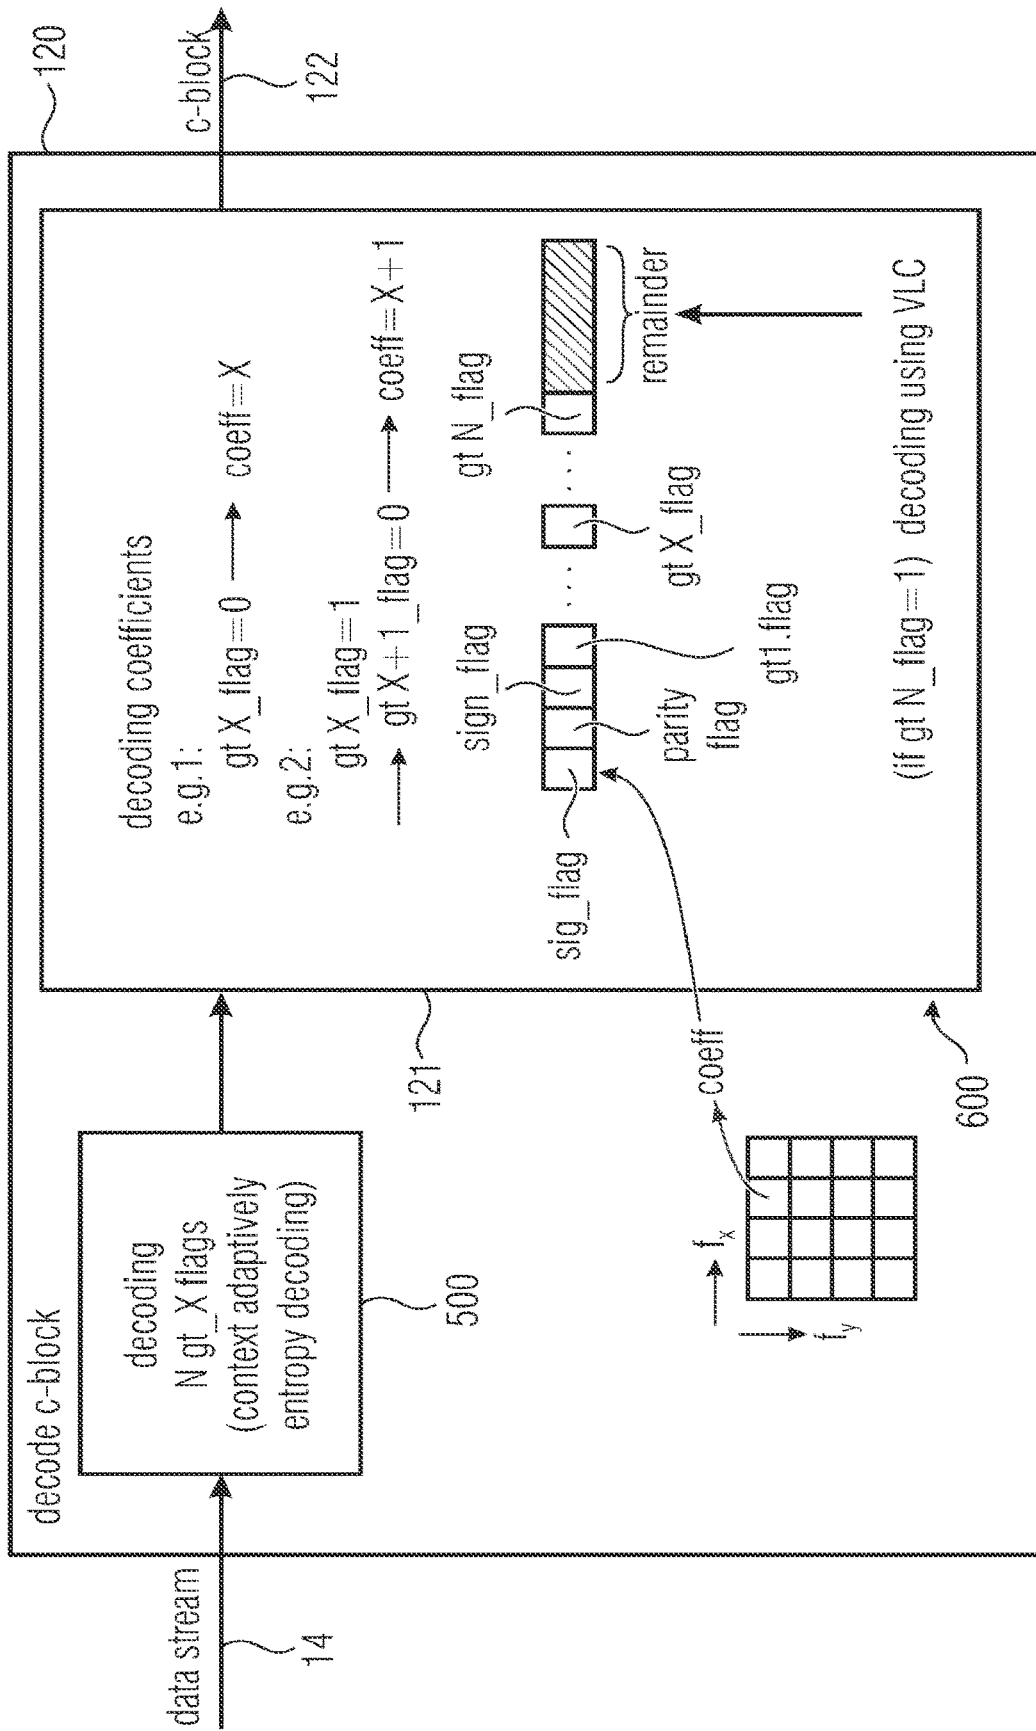 decode c-block
120
data stream
14
decoding
N gt_X flags
(context adaptively
entropy decoding)
500
121
decoding coefficients
e.g.1:
gt X_flag=0 coeff=X
e.g.2:
gt X_flag=1
gt X+1_flag=0 coeff=X+1
c-block
122
sign_flag
gt N_flag
sig_flag
parity
flag
gt1.flag
gt X_flag
remainder
. . .
. . .
(if gt N_flag=1) decoding using VLC
coeff
fx
fy
600